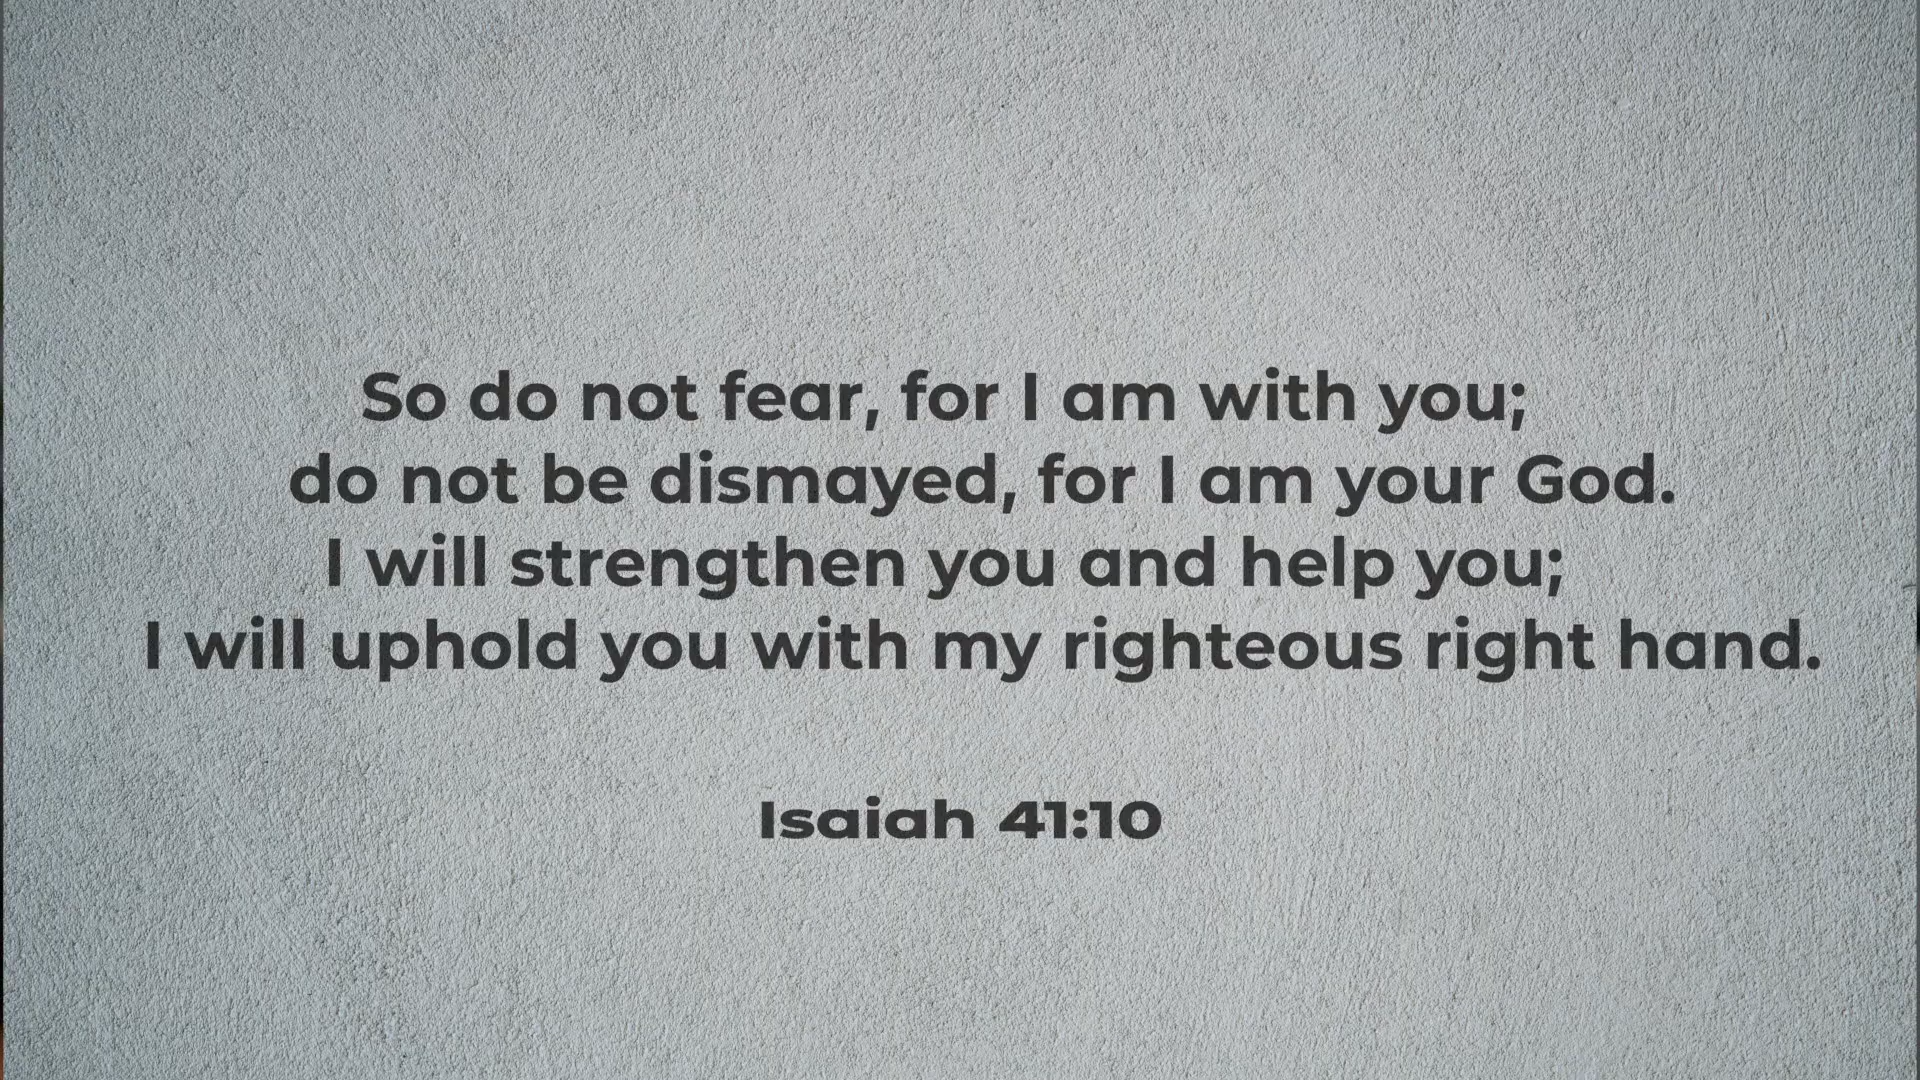 So do not fear, for I am with you;
do not be dismayed, for I am your God.
I will strengthen you and help you;
I will uphold you with my righteous right hand.
Isaiah 41:10